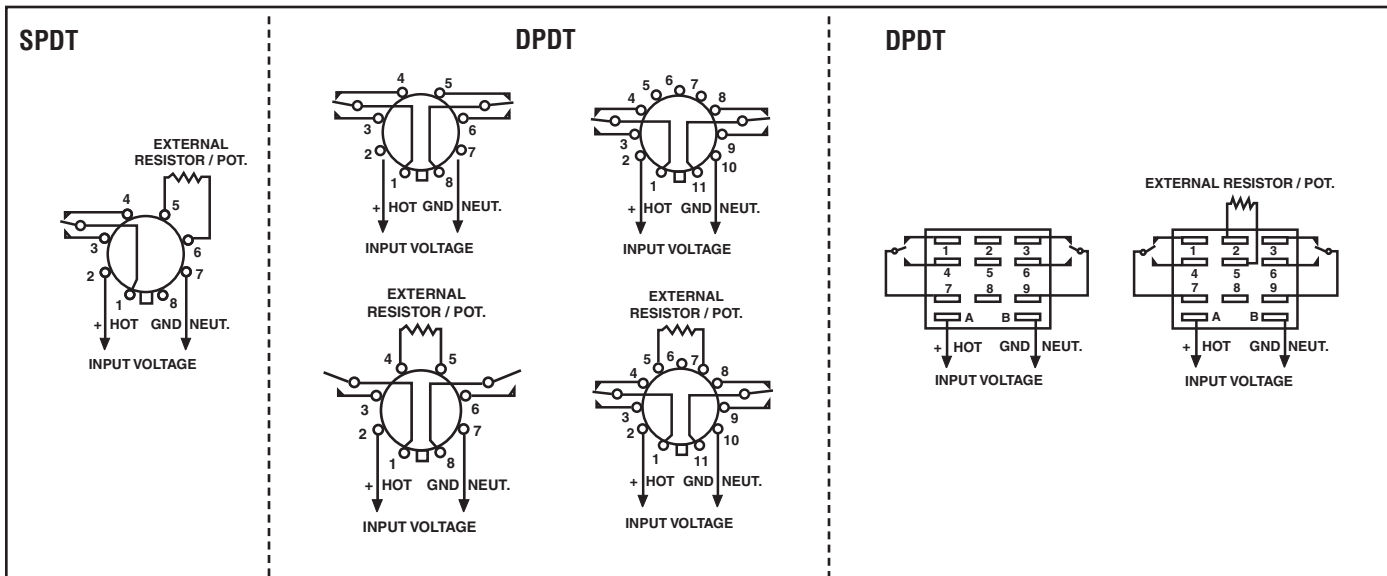 SPDT
EXTERNAL
RESISTOR / POT.
4
5
3
6
2
7
1
8
+ HOT GND NEUT.
INPUT VOLTAGE
DPDT
4
5
3
6
2
7
1
8
+ HOT GND NEUT.
INPUT VOLTAGE
6
5
7
4
8
3
9
2
10
1
11
+ HOT GND NEUT.
INPUT VOLTAGE
EXTERNAL
RESISTOR / POT.
4
5
3
6
2
7
1
8
+ HOT GND NEUT.
INPUT VOLTAGE
EXTERNAL
RESISTOR / POT.
5
6
7
4
8
3
9
2
10
1
11
+ HOT GND NEUT.
INPUT VOLTAGE
DPDT
1 2 3
4 5 6
7 8 9
A B
+ HOT GND NEUT.
INPUT VOLTAGE
EXTERNAL RESISTOR / POT.
1 2 3
4 5 6
7 8 9
A B
+ HOT GND NEUT.
INPUT VOLTAGE